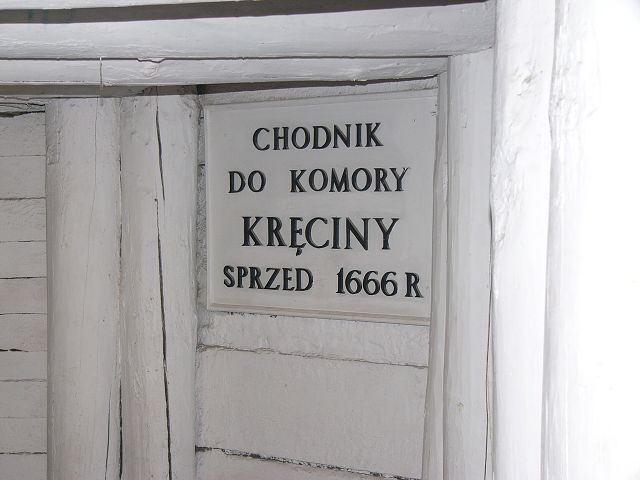 CHODNIK
DO KOMORY
KRĘCINY
SPRZED 1666 R